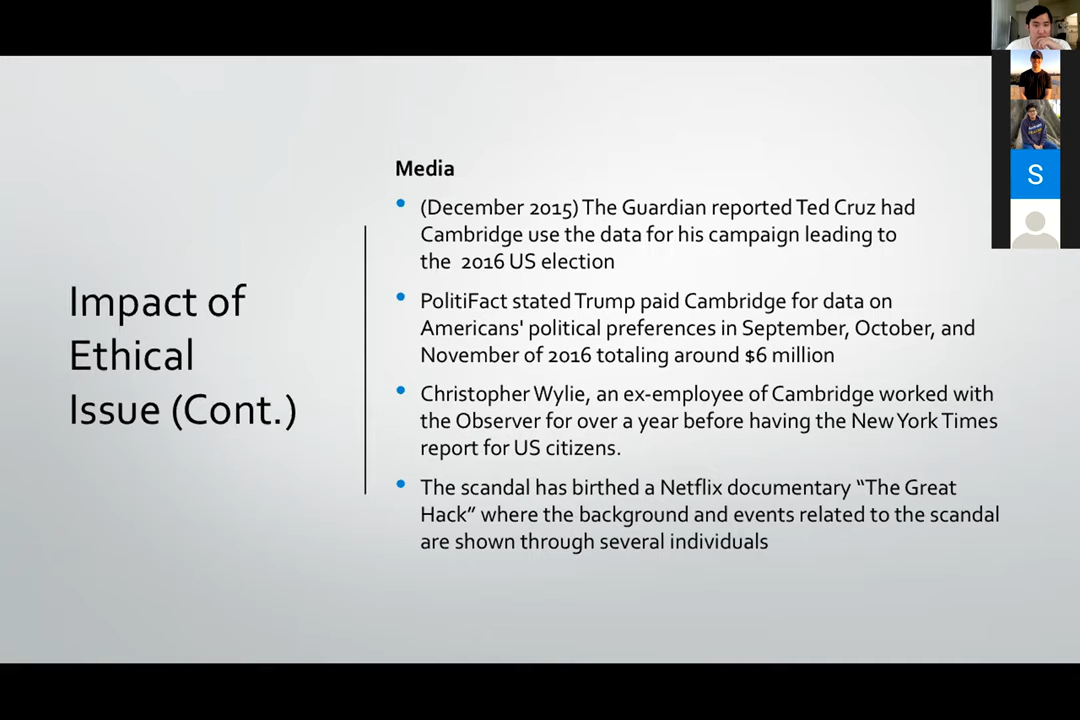 Impact of
Ethical
Issue (Cont.)
Media
(December 2015) The Guardian reported Ted Cruz had
Cambridge use the data for his campaign leading to
the 2016 US election
PolitiFact stated Trump paid Cambridge for data on
Americans' political preferences in September, October, and
November of 2016 totaling around $6 million
Christopher Wylie, an ex-employee of Cambridge worked with
the Observer for over a year before having the New York Times
report for US citizens.
The scandal has birthed a Netflix documentary “The Great
Hack” where the background and events related to the scandal
are shown through several individuals
S